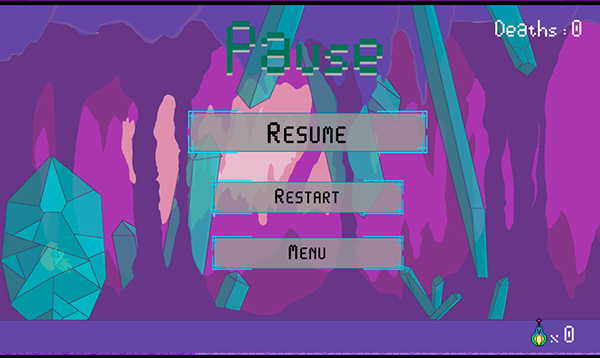 Deaths : 0
Pause
RESUME
RESTART
MENU
x 0